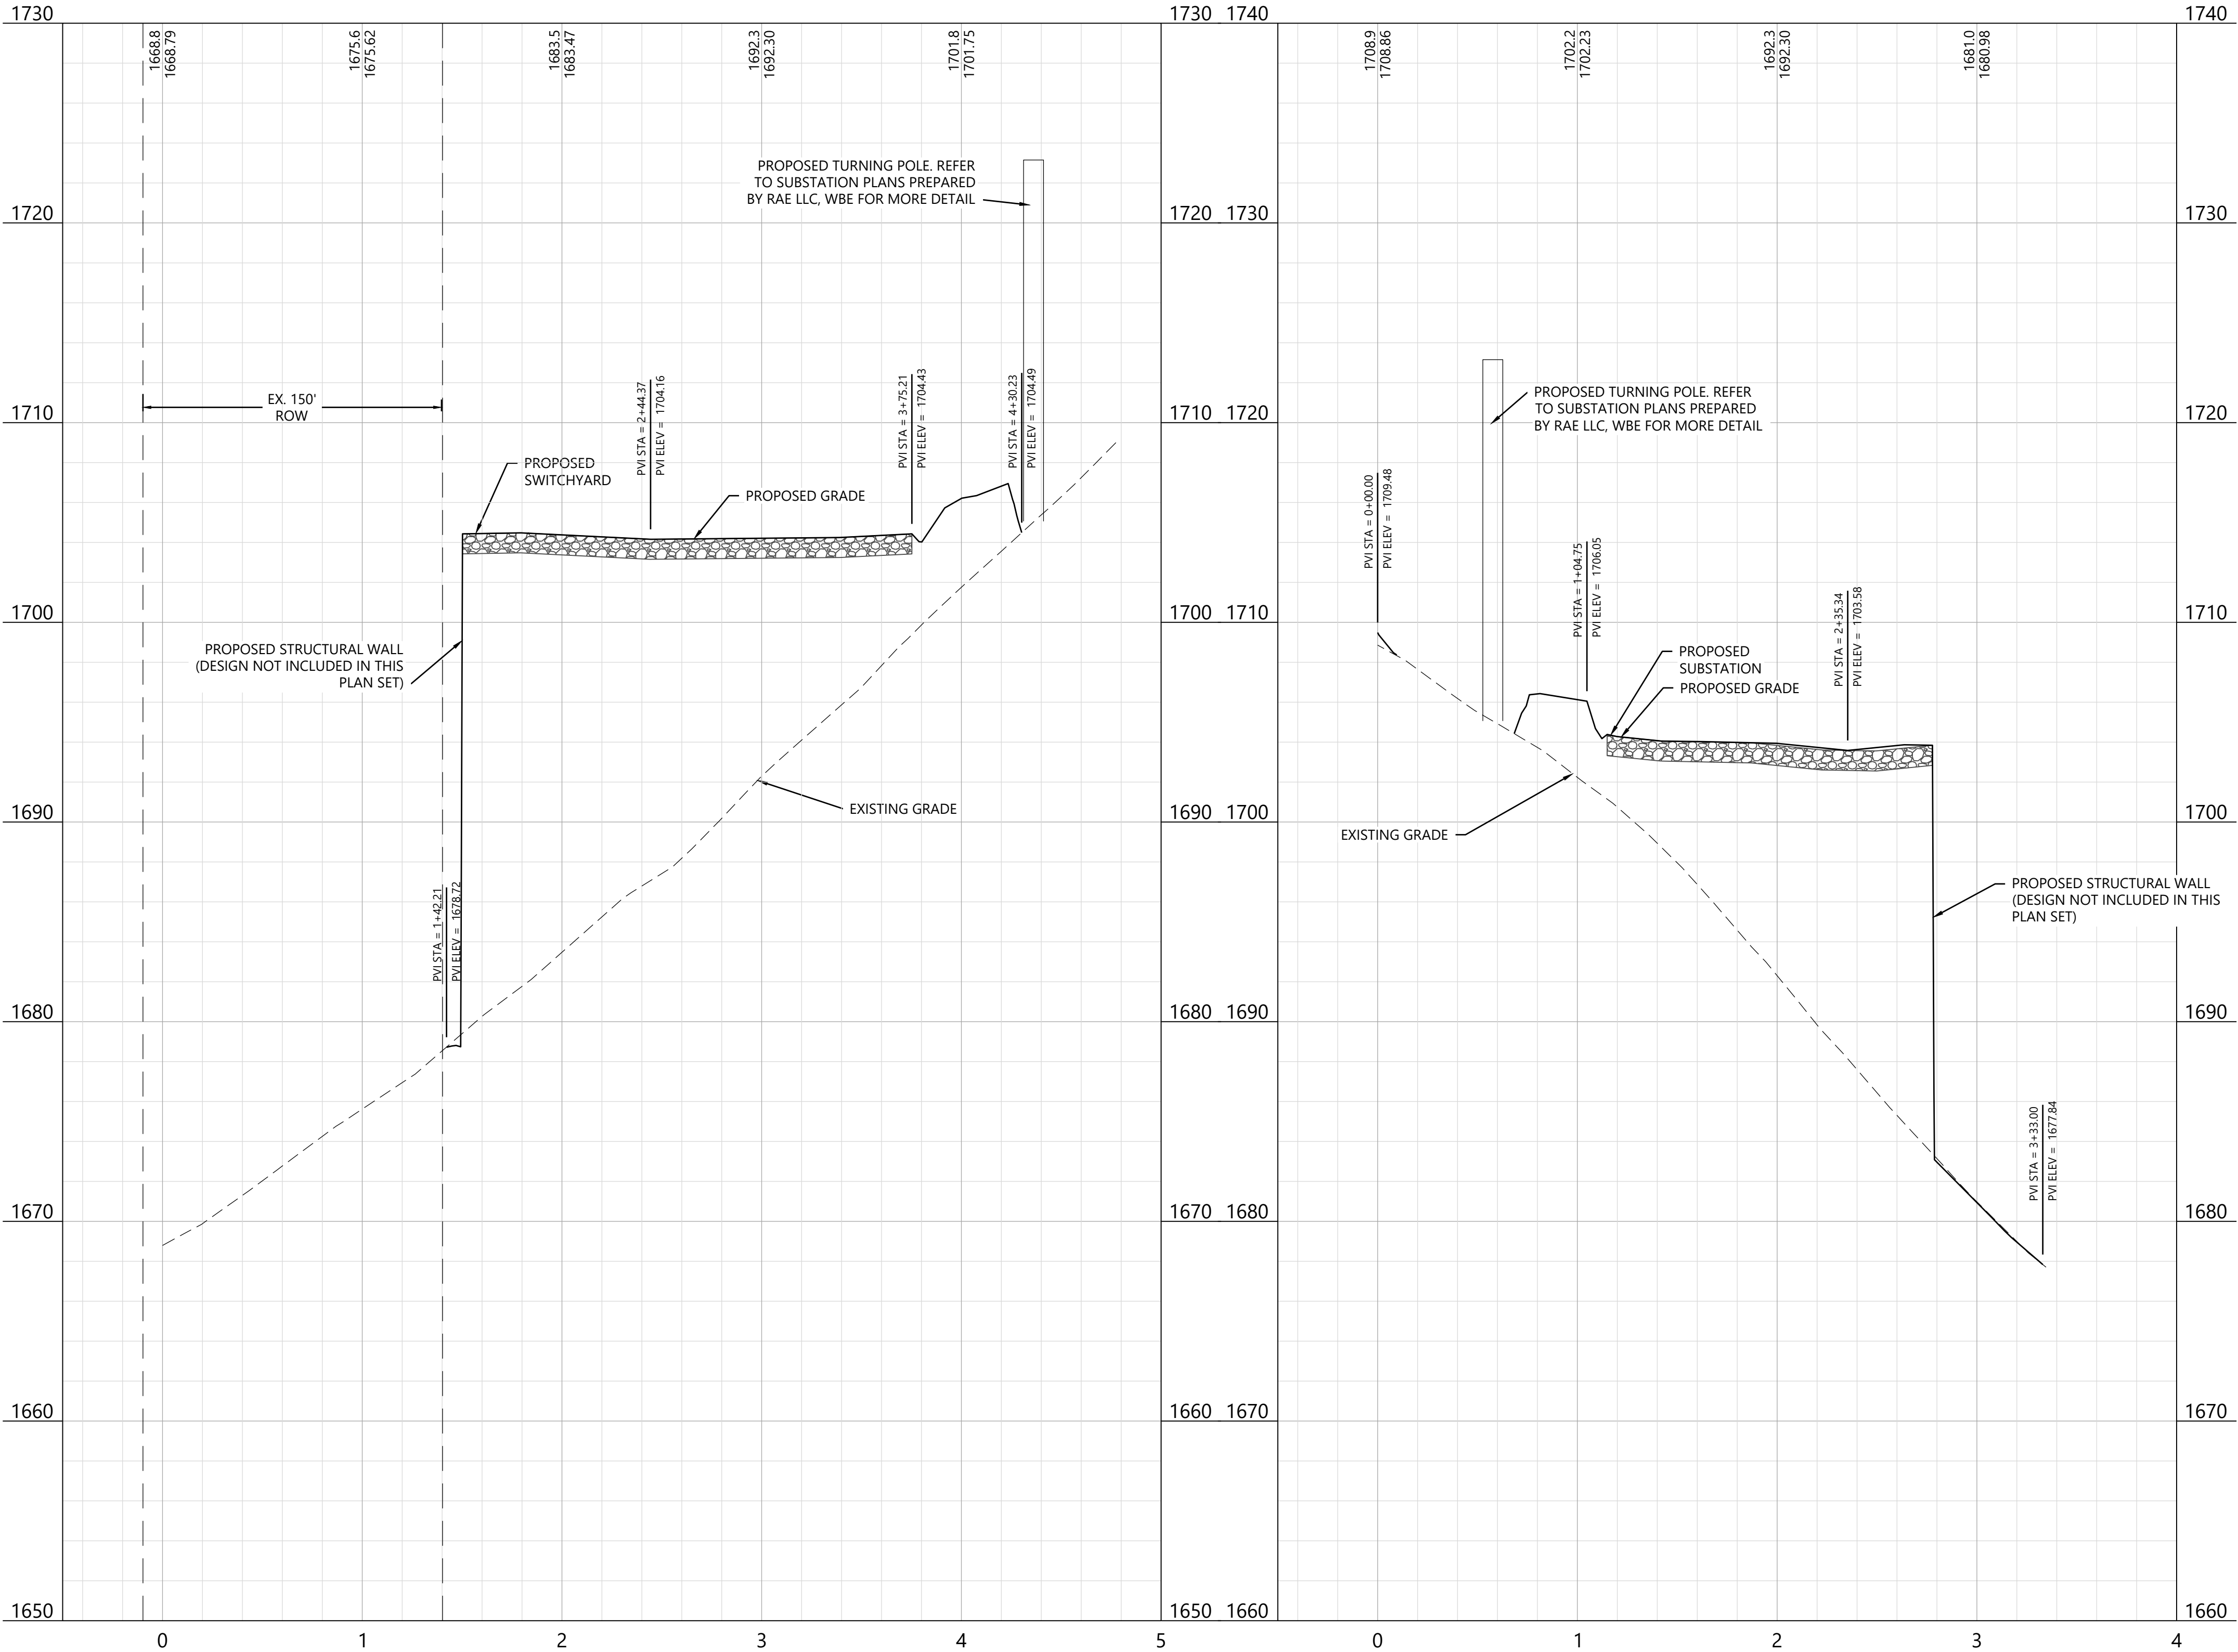 1730
1720
1710
1700
1690
1680
1670
1660
1650
1668.8
1668.79
1675.6
1675.62
1683.5
1683.47
1692.3
1692.30
1701.8
1701.75
PROPOSED TURNING POLE. REFER
TO SUBSTATION PLANS PREPARED
BY RAE LLC, WBE FOR MORE DETAIL
EX. 150'
ROW
PROPOSED
SWITCHYARD
PROPOSED GRADE
PVI STA = 2+44.37
PVI ELEV = 1704.16
PVI STA = 3+75.21
PVI ELEV = 1704.43
PVI STA = 4+30.23
PVI ELEV = 1704.49
PROPOSED STRUCTURAL WALL
(DESIGN NOT INCLUDED IN THIS
PLAN SET)
EXISTING GRADE
PVI STA = 1+42.21
PVI ELEV = 1678.72
0
1
2
3
4
5
1730
1720
1710
1700
1690
1680
1670
1660
1650
1740
1730
1720
1710
1700
1690
1680
1670
1660
1708.9
1708.86
1702.2
1702.23
1692.3
1692.30
1681.0
1680.98
PROPOSED TURNING POLE. REFER
TO SUBSTATION PLANS PREPARED
BY RAE LLC, WBE FOR MORE DETAIL
PVI STA = 0+00.00
PVI ELEV = 1709.48
PVI STA = 1+04.75
PVI ELEV = 1706.05
PVI STA = 2+35.34
PVI ELEV = 1703.58
PROPOSED
SUBSTATION
PROPOSED GRADE
EXISTING GRADE
PROPOSED STRUCTURAL WALL
(DESIGN NOT INCLUDED IN THIS
PLAN SET)
PVI STA = 3+33.00
PVI ELEV = 1677.84
0
1
2
3
4
1740
1730
1720
1710
1700
1690
1680
1670
1660